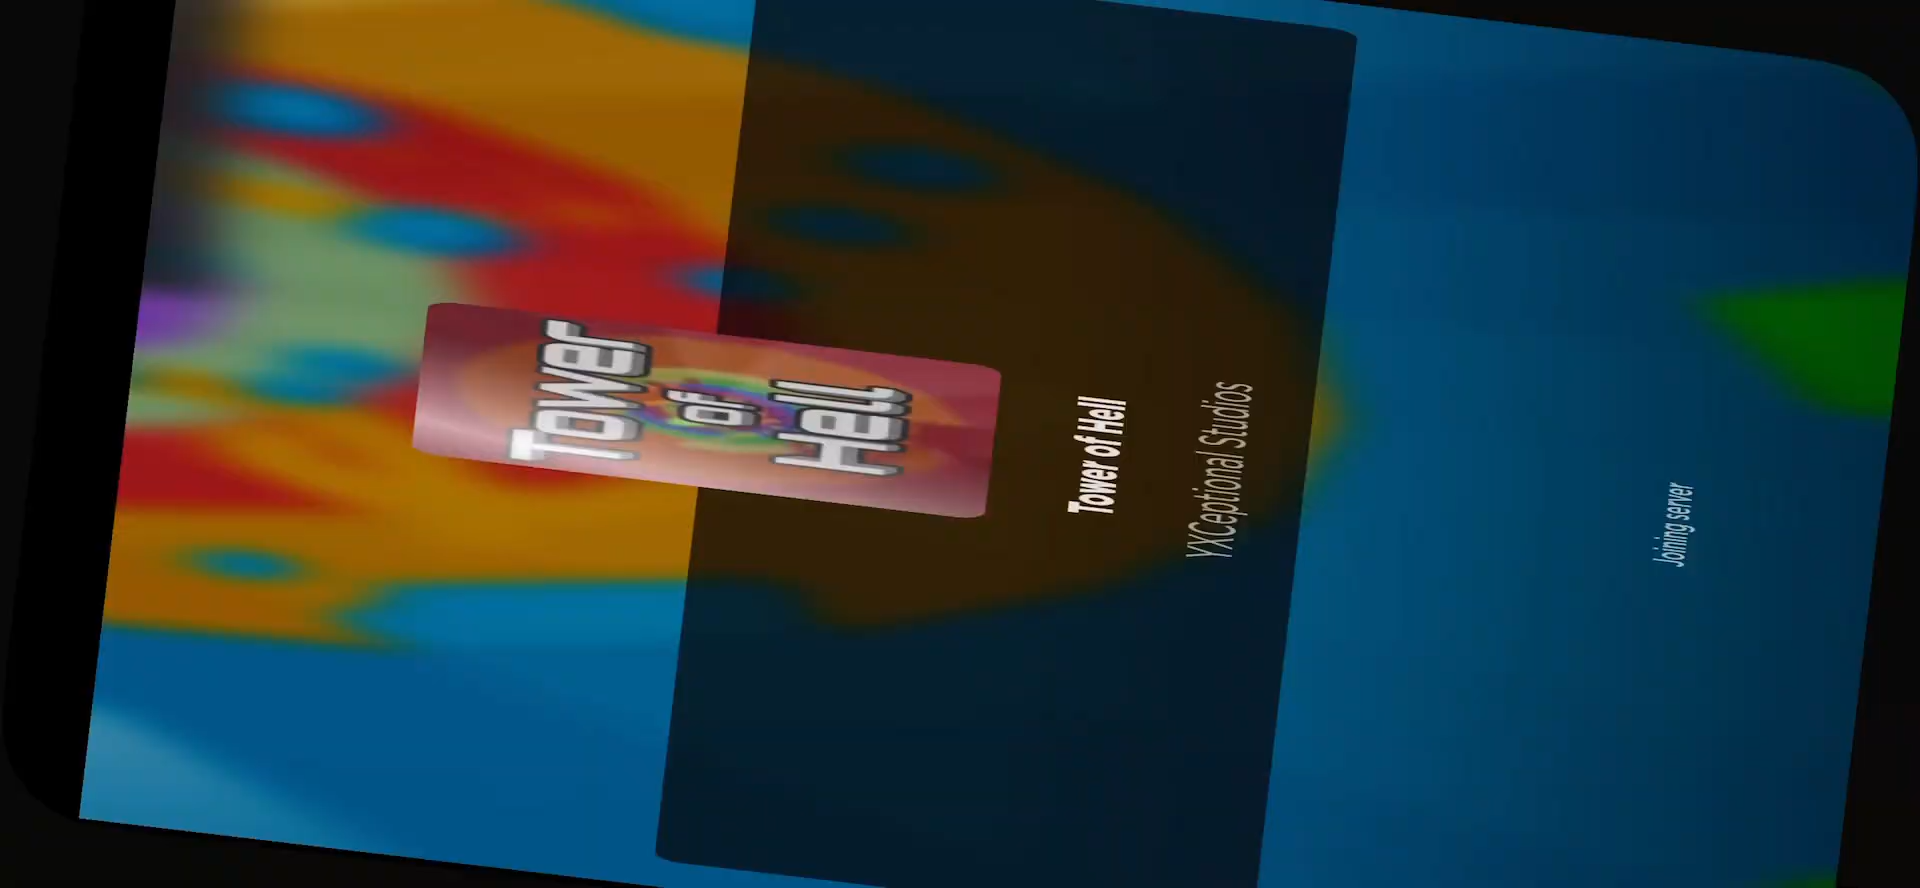 Tower
of
Hell
Tower of Hell
YXCeptional Studios
Joining server